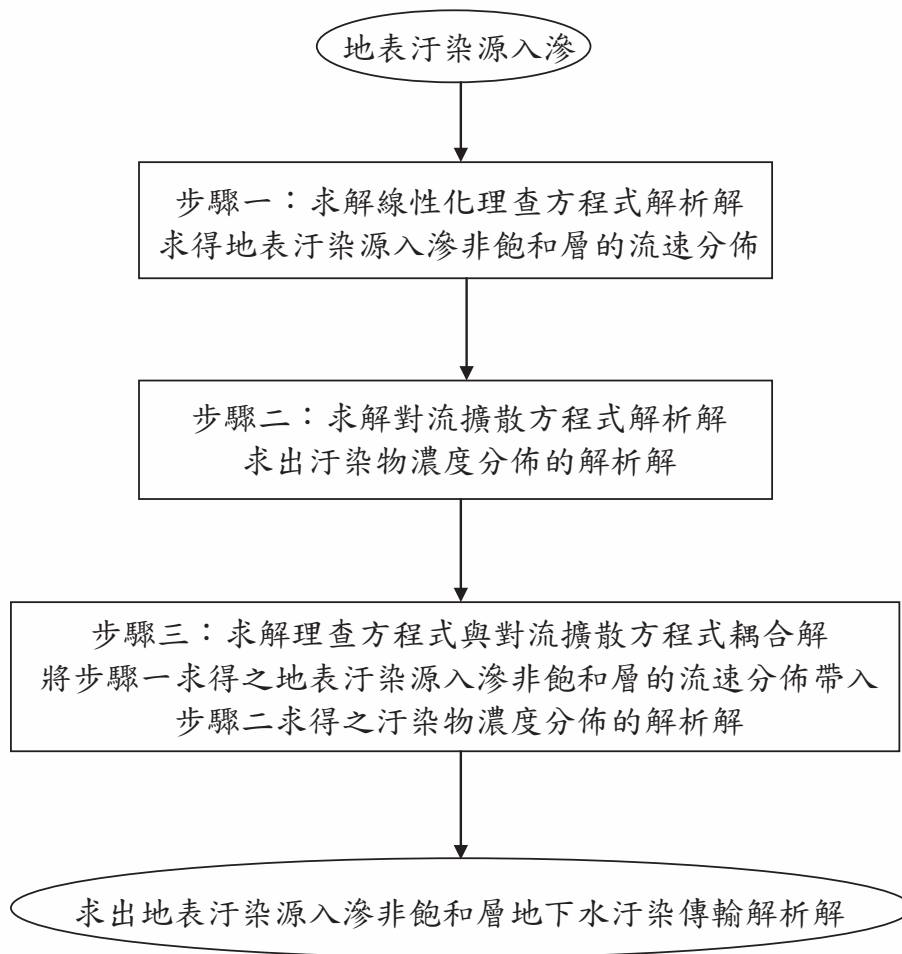 地表汙染源入滲
步驟一：求解線性化理查方程式解析解
求得地表汙染源入滲非飽和層的流速分佈
步驟二：求解對流擴散方程式解析解
求出汙染物濃度分佈的解析解
步驟三：求解理查方程式與對流擴散方程式耦合解
將步驟一求得之地表汙染源入滲非飽和層的流速分佈帶入
步驟二求得之汙染物濃度分佈的解析解
求出地表汙染源入滲非飽和層地下水汙染傳輸解析解